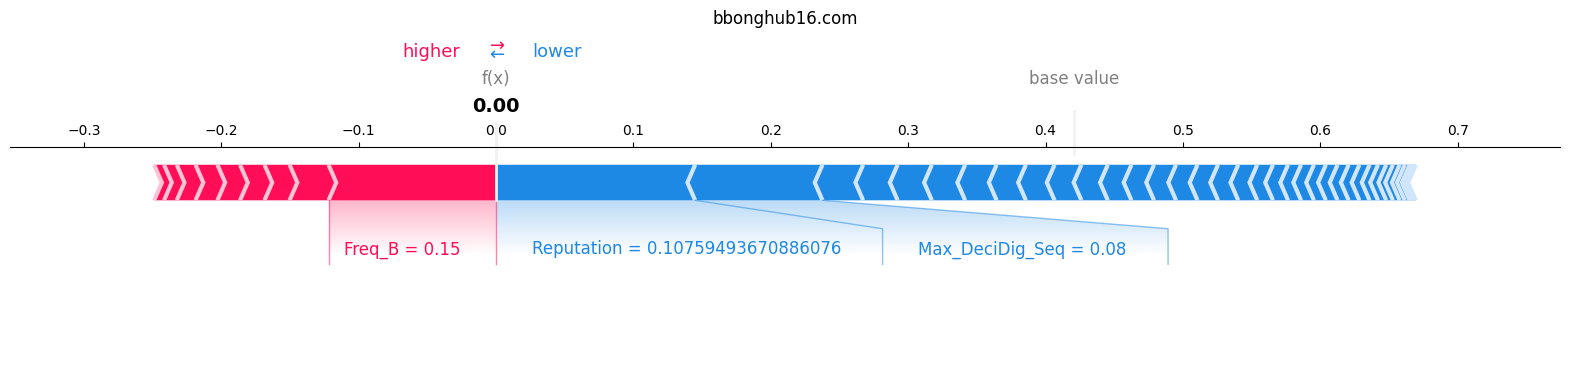 bbonghub16.com
higher ⇄ lower
f(x) base value
0.00
−0.3 −0.2 −0.1 0.0 0.1 0.2 0.3 0.4 0.5 0.6 0.7
Freq_B = 0.15 Reputation = 0.10759493670886076 Max_DeciDig_Seq = 0.08